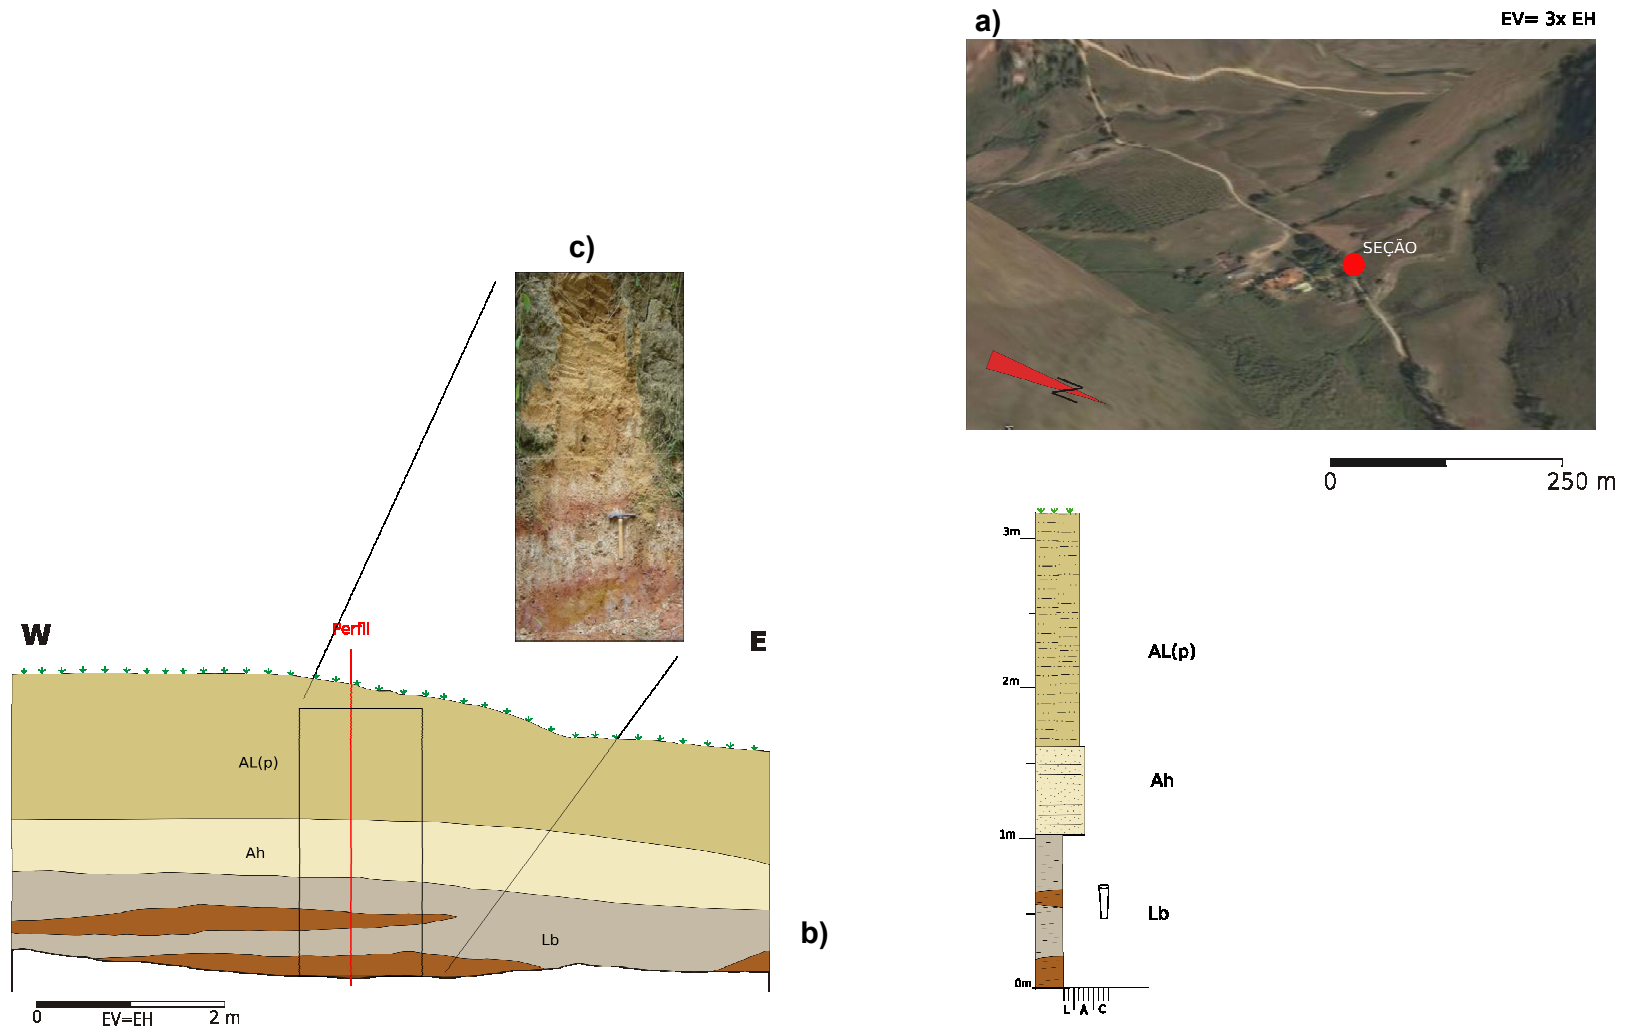 a)
EV= 3x EH
SEÇÃO
N
0 250 m
c)
W
Perfil
E
AL(p)
Ah
Lb
b)
0 EV=EH 2 m
3m
AL(p)
2m
Ah
1m
Lb
0m
L A C